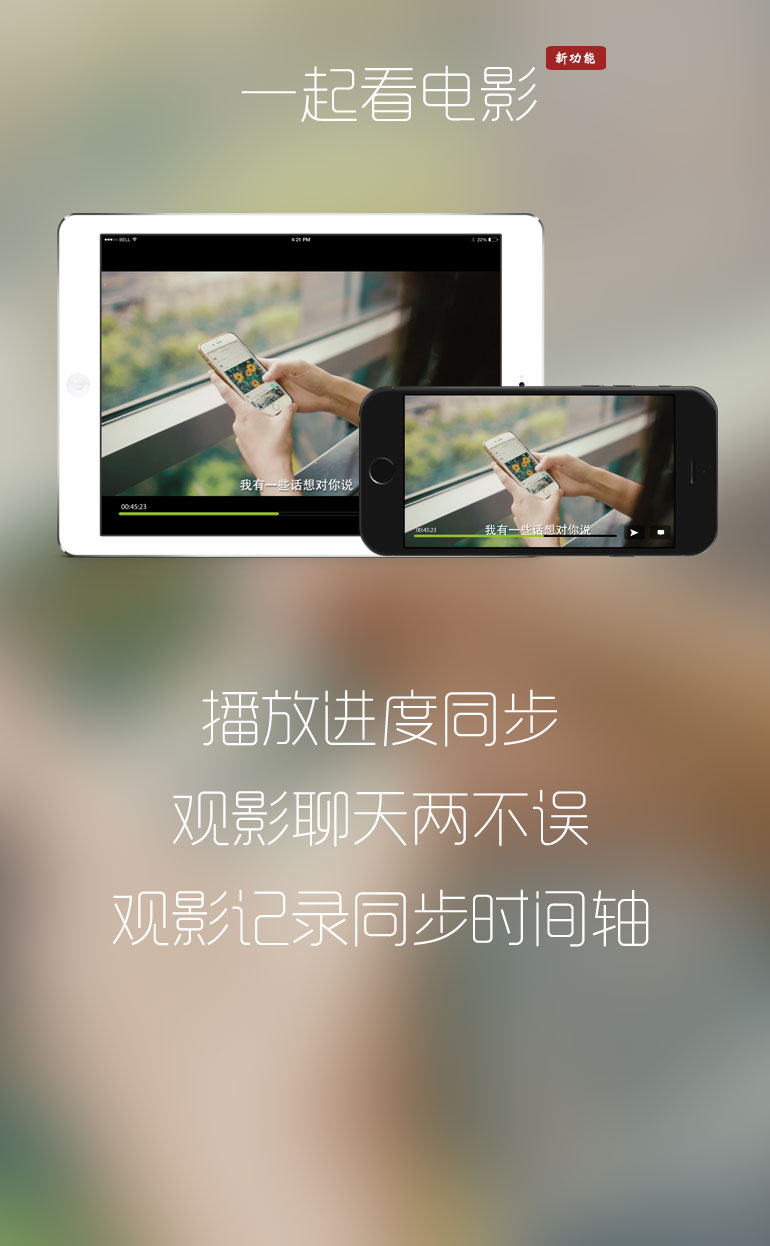 一起看电影
新功能
●●●○○ BELL
4:21 PM
22%
我有一些话想对你说
00:45:23
我有一些话想对你说
00:45:23
播放进度同步
观影聊天两不误
观影记录同步时间轴